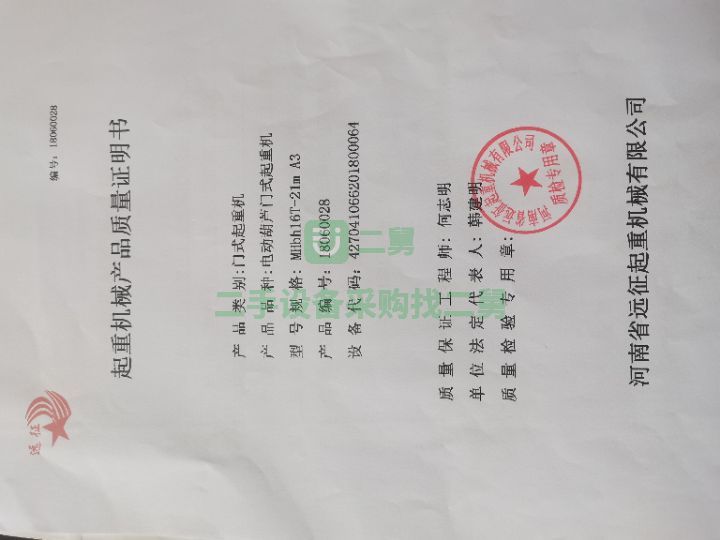 远征
编号: 18060028
起重机械产品质量证明书
产品类别:门式起重机
产品品种:电动葫芦门式起重机
型号规格: MHbh16T-21m A3
产品编号: 18060028
设备代码: 427041066201800064
质量保证工程师: 何志明
单位法定代表人: 韩建明
质量检验专用章:
河南省远征起重机械有限公司
质检专用章
河南省远征起重机械有限公司
二舅
二手设备采购找二舅